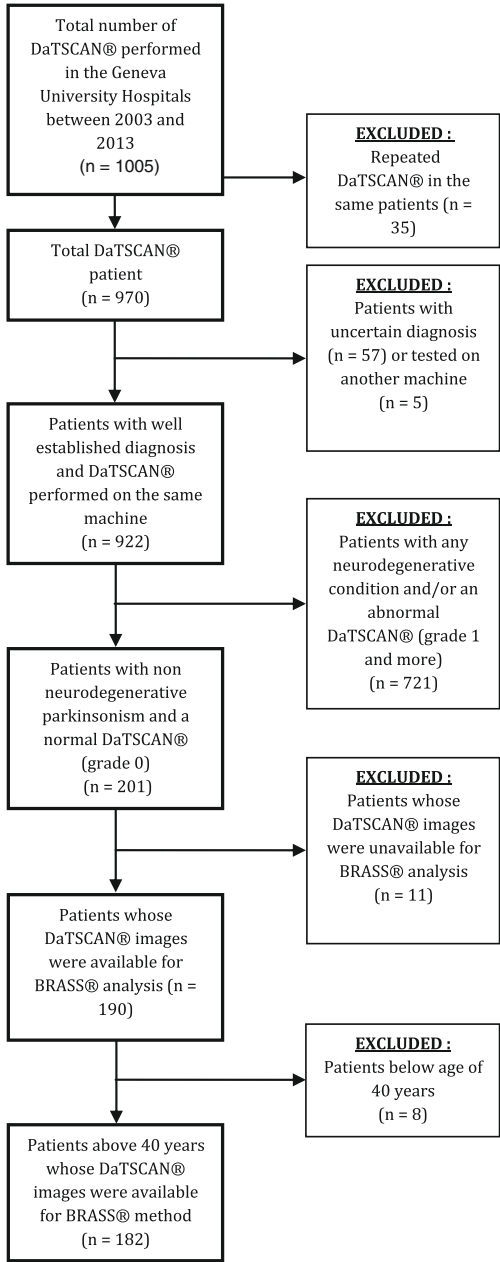 Total number of
DaTSCAN® performed
in the Geneva
University Hospitals
between 2003 and
2013
(n = 1005)
EXCLUDED :
Repeated
DaTSCAN® in the
same patients (n =
35)
Total DaTSCAN®
patient
(n = 970)
EXCLUDED :
Patients with
uncertain diagnosis
(n = 57) or tested on
another machine
(n = 5)
Patients with well
established diagnosis
and DaTSCAN®
performed on the same
machine
(n = 922)
EXCLUDED :
Patients with any
neurodegenerative
condition and/or an
abnormal
DaTSCAN® (grade 1
and more)
(n = 721)
Patients with non
neurodegenerative
parkinsonism and a
normal DaTSCAN®
(grade 0)
(n = 201)
EXCLUDED :
Patients whose
DaTSCAN® images
were unavailable for
BRASS® analysis
(n = 11)
Patients whose
DaTSCAN® images
were available for
BRASS® analysis (n =
190)
EXCLUDED :
Patients below age of
40 years
(n = 8)
Patients above 40 years
whose DaTSCAN®
images were available
for BRASS® method
(n = 182)